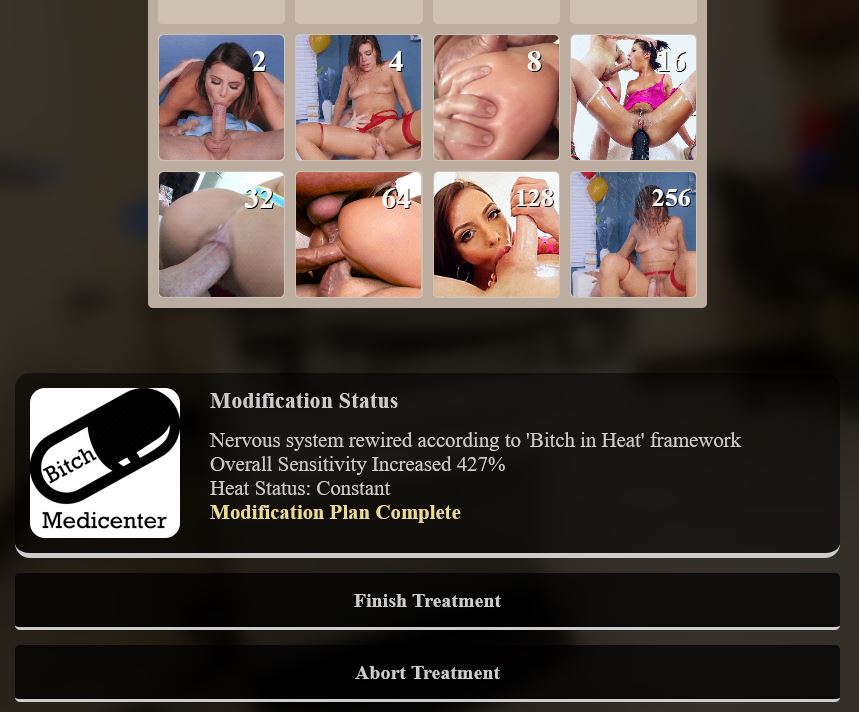 2
4
8
16
32
64
128
256
Bitch
Medicenter
Modification Status
Nervous system rewired according to 'Bitch in Heat' framework
Overall Sensitivity Increased 427%
Heat Status: Constant
Modification Plan Complete
Finish Treatment
Abort Treatment